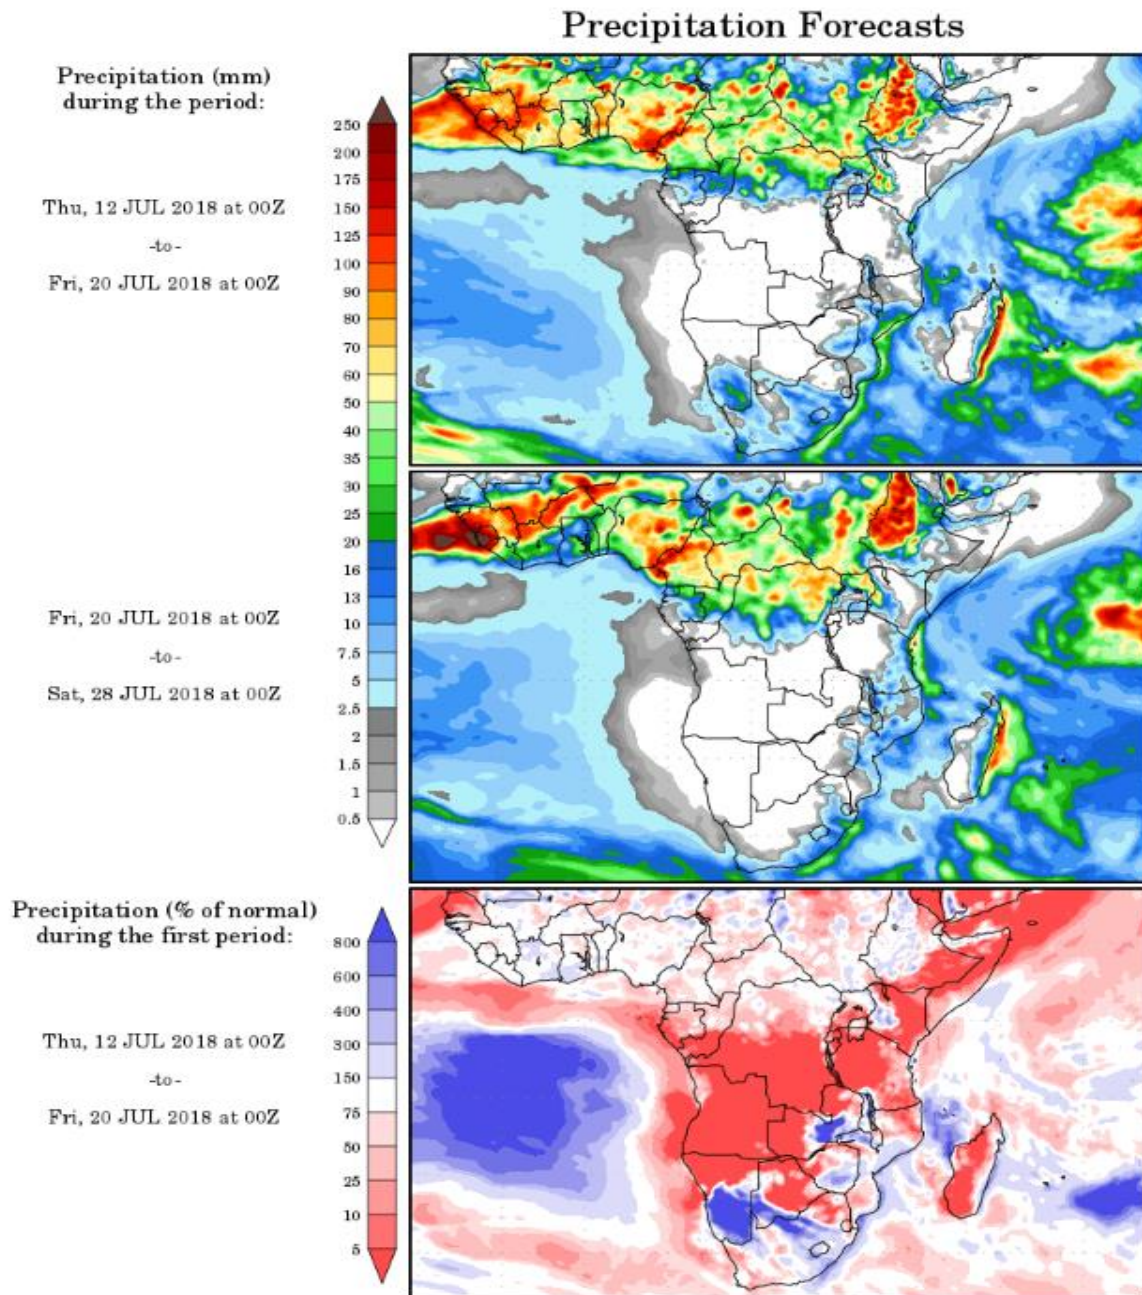 Precipitation Forecasts
Precipitation (mm)
during the period:
Thu, 12 JUL 2018 at 00Z
-to-
Fri, 20 JUL 2018 at 00Z
Fri, 20 JUL 2018 at 00Z
-to-
Sat, 28 JUL 2018 at 00Z
250
200
175
150
125
100
90
80
70
60
50
40
35
30
25
20
16
13
10
7.5
5
2.5
2
1.5
1
0.5
Precipitation (% of normal)
during the first period:
Thu, 12 JUL 2018 at 00Z
-to-
Fri, 20 JUL 2018 at 00Z
800
600
400
300
150
75
50
25
10
5